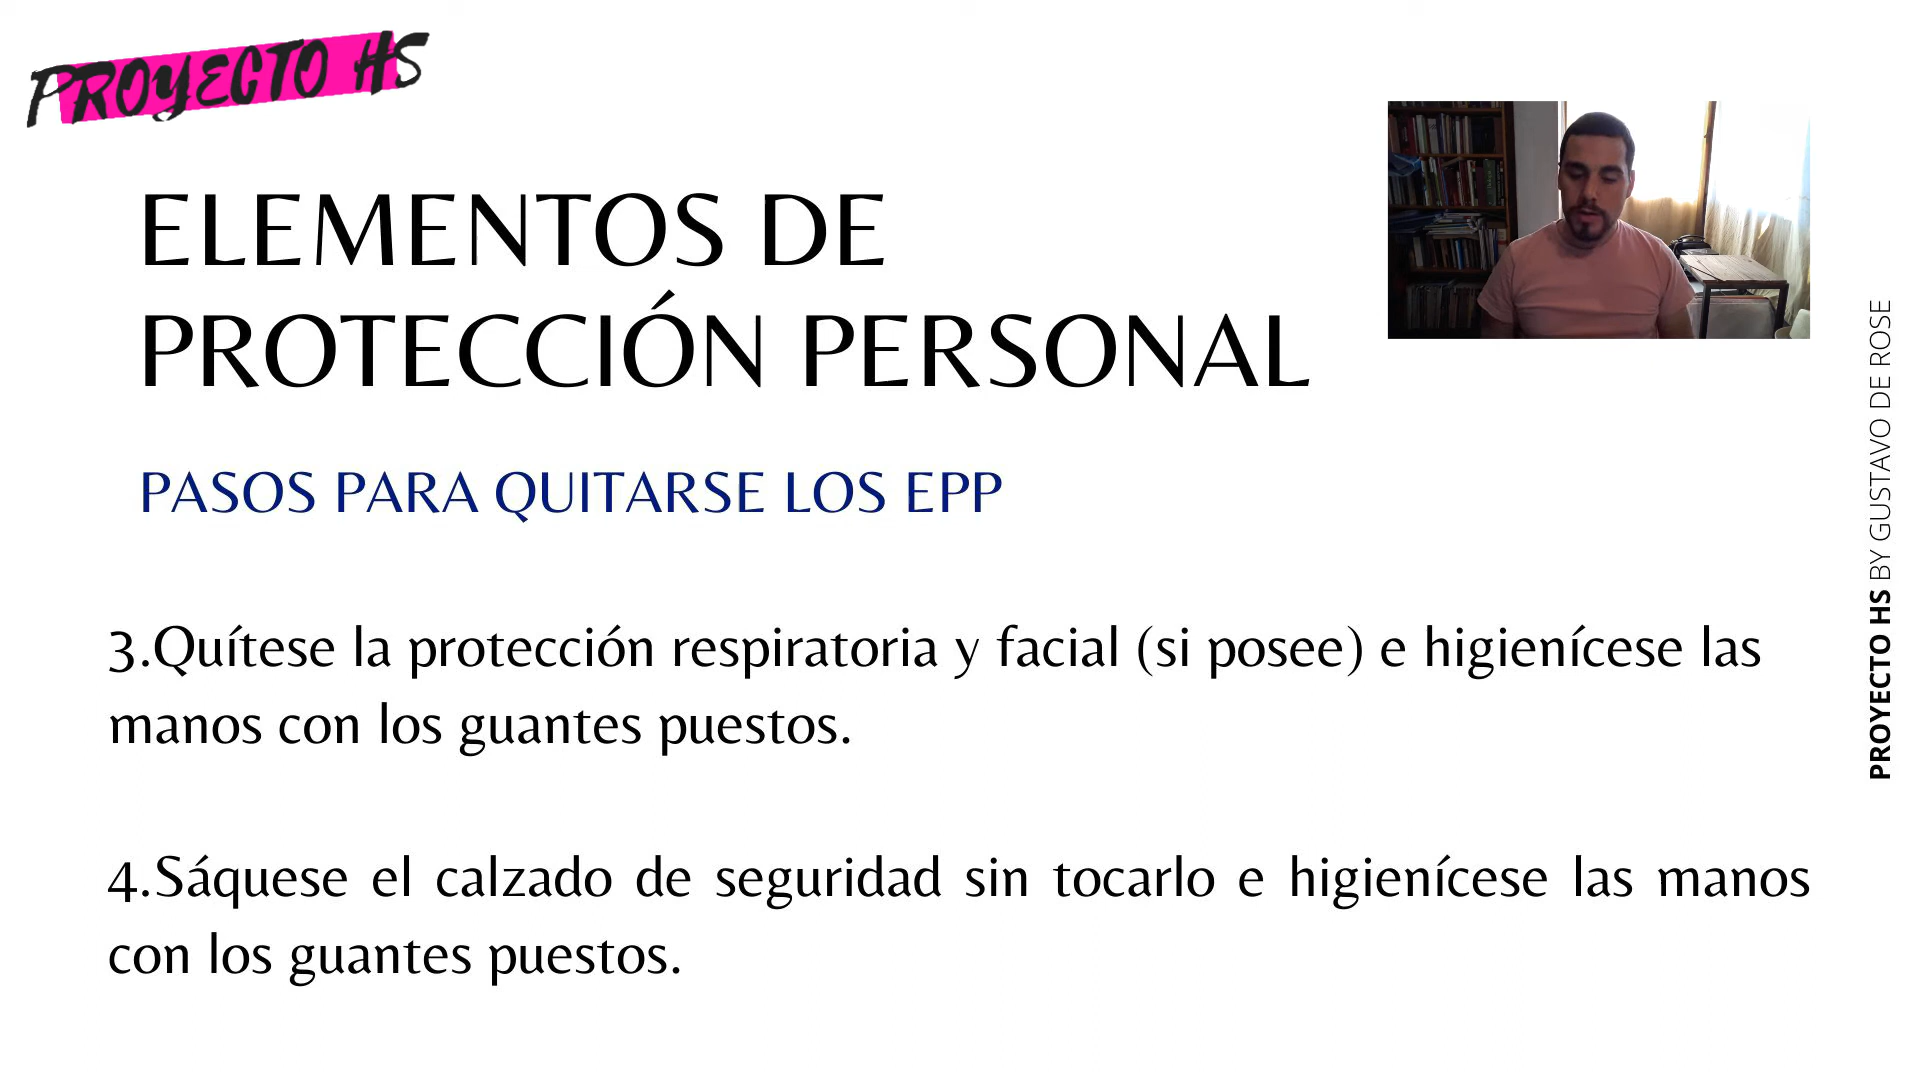 PROYECTO HS
ELEMENTOS DE
PROTECCIÓN PERSONAL
PASOS PARA QUITARSE LOS EPP
3.Quítese la protección respiratoria y facial (si posee) e higienícese las
manos con los guantes puestos.
4.Sáquese el calzado de seguridad sin tocarlo e higienícese las manos
con los guantes puestos.
PROYECTO HS BY GUSTAVO DE ROSE